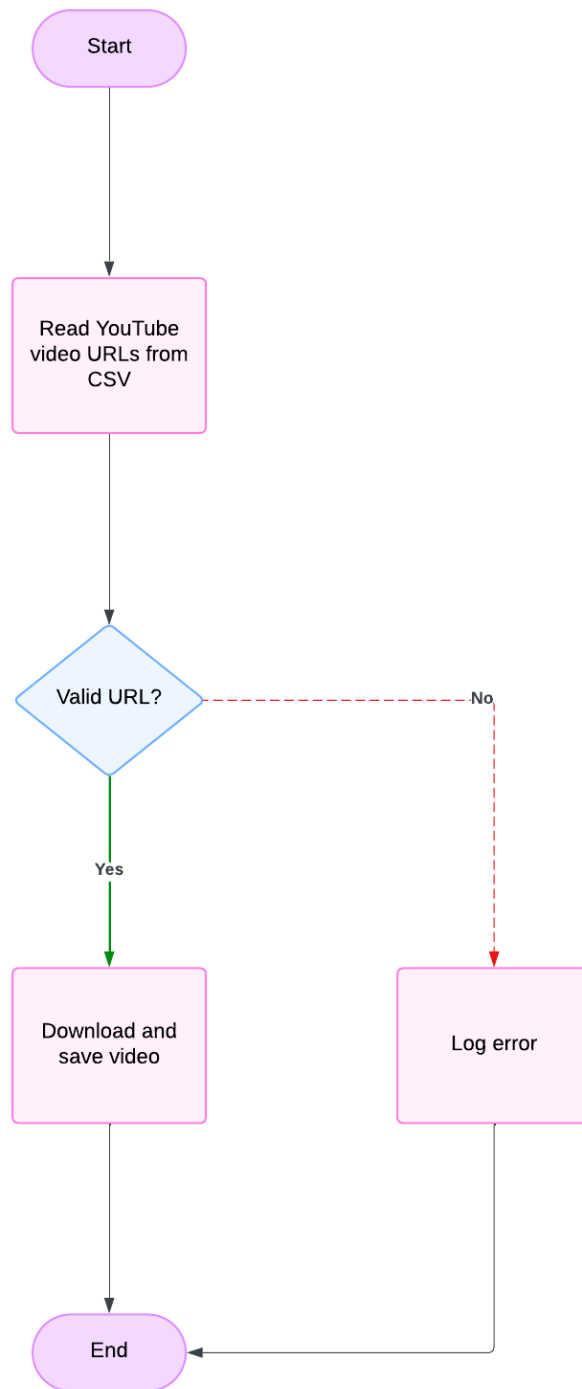 Start
Read YouTube
video URLs from
CSV
Valid URL?
No
Yes
Download and
save video
Log error
End